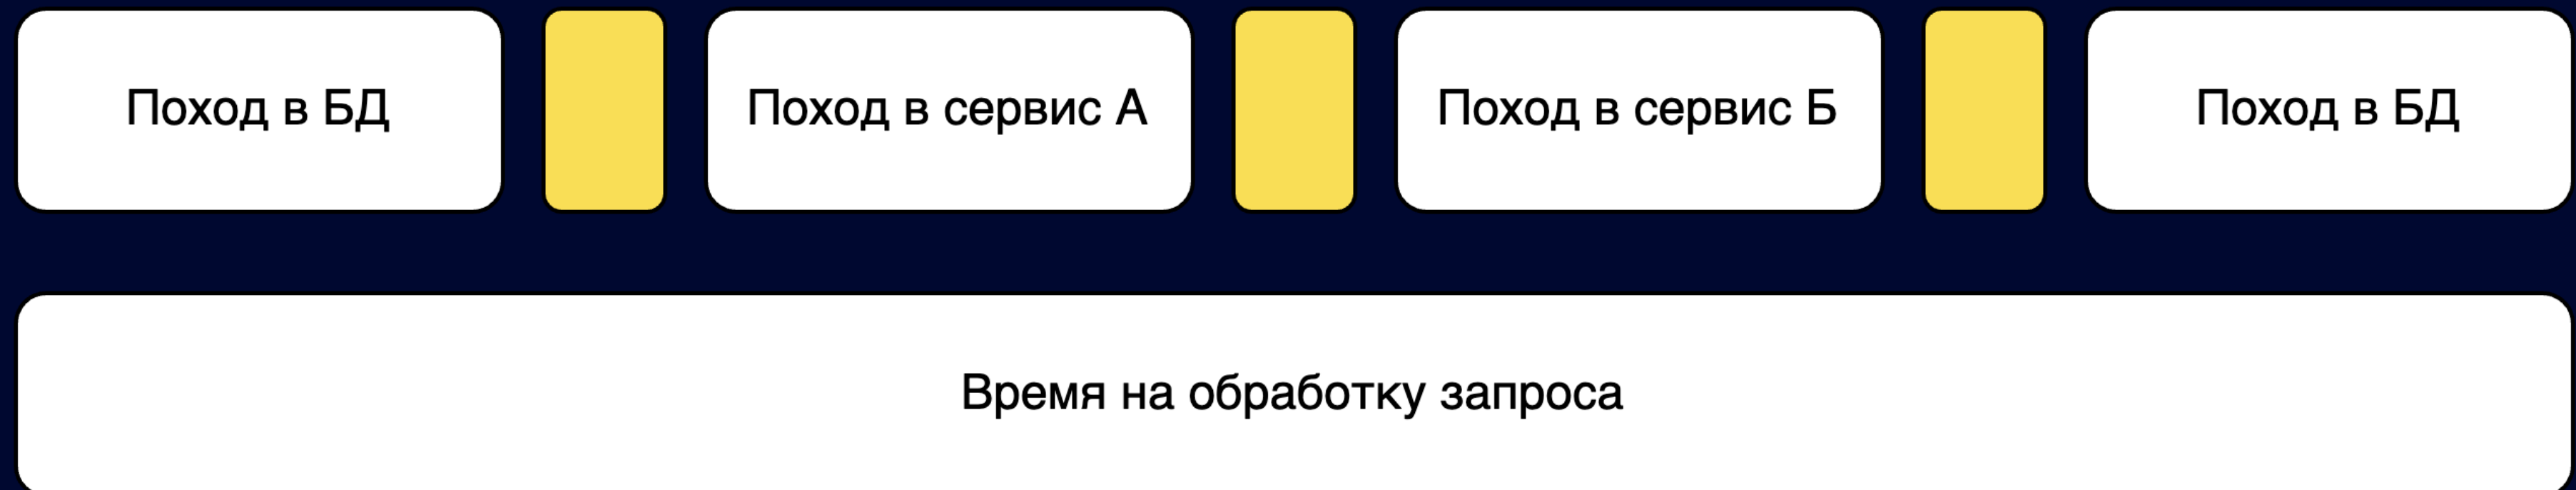 Поход в БД
Поход в сервис А
Поход в сервис Б
Поход в БД
Время на обработку запроса